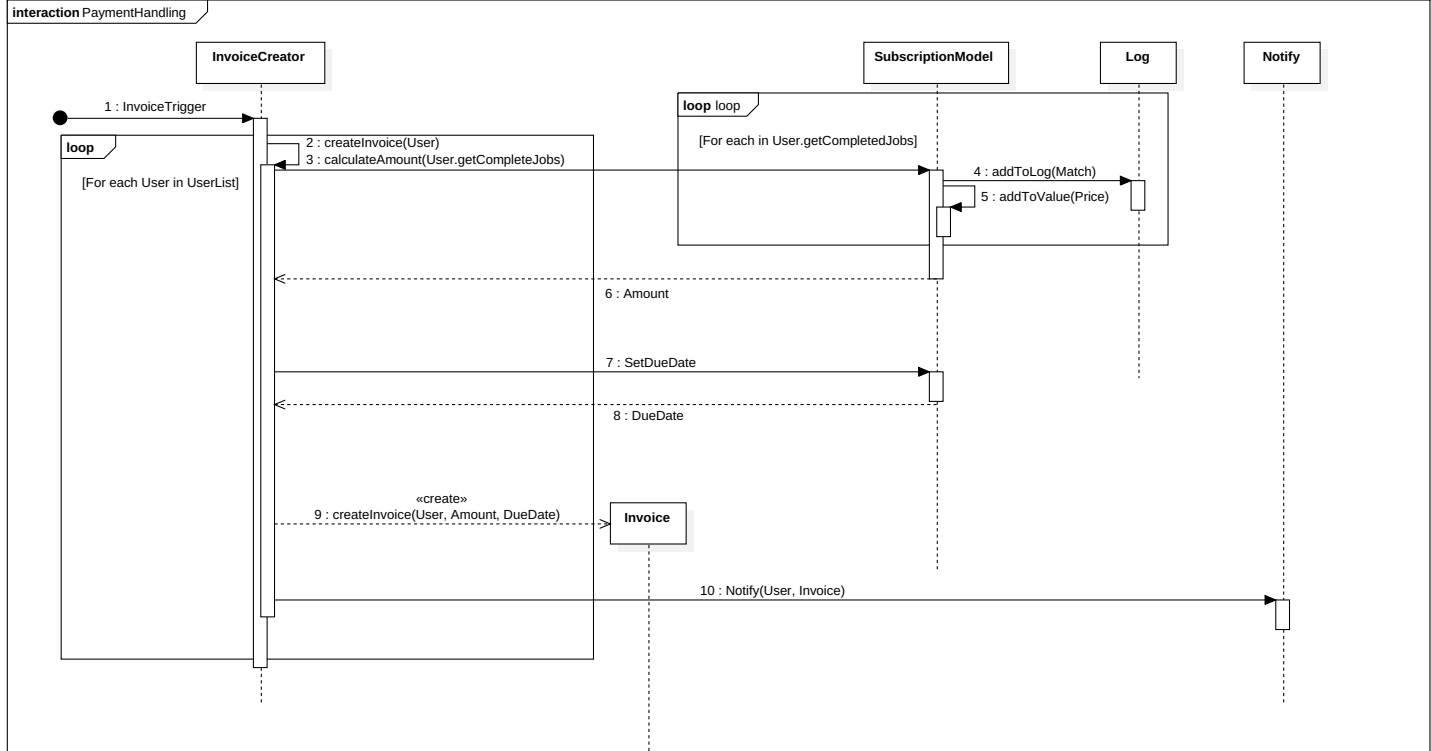 interaction PaymentHandling
InvoiceCreator
SubscriptionModel
Log
Notify
1 : InvoiceTrigger
loop loop
[For each in User.getCompletedJobs]
loop
[For each User in UserList]
2 : createInvoice(User)
3 : calculateAmount(User.getCompleteJobs)
4 : addToLog(Match)
5 : addToValue(Price)
6 : Amount
7 : SetDueDate
8 : DueDate
«create»
9 : createInvoice(User, Amount, DueDate)
Invoice
10 : Notify(User, Invoice)